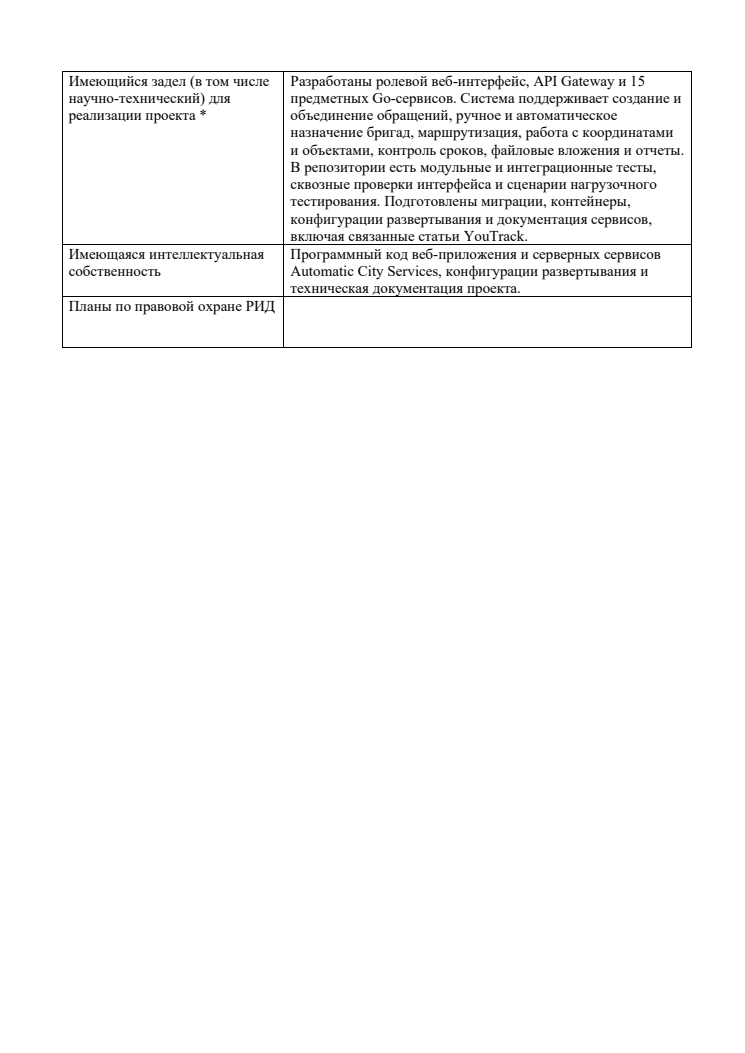 Имеющийся задел (в том числе
научно-технический) для
реализации проекта *
Разработаны ролевой веб-интерфейс, API Gateway и 15
предметных Go-сервисов. Система поддерживает создание и
объединение обращений, ручное и автоматическое
назначение бригад, маршрутизация, работа с координатами
и объектами, контроль сроков, файловые вложения и отчеты.
В репозитории есть модульные и интеграционные тесты,
сквозные проверки интерфейса и сценарии нагрузочного
тестирования. Подготовлены миграции, контейнеры,
конфигурации развертывания и документация сервисов,
включая связанные статьи YouTrack.
Имеющаяся интеллектуальная
собственность
Программный код веб-приложения и серверных сервисов
Automatic City Services, конфигурации развертывания и
техническая документация проекта.
Планы по правовой охране РИД